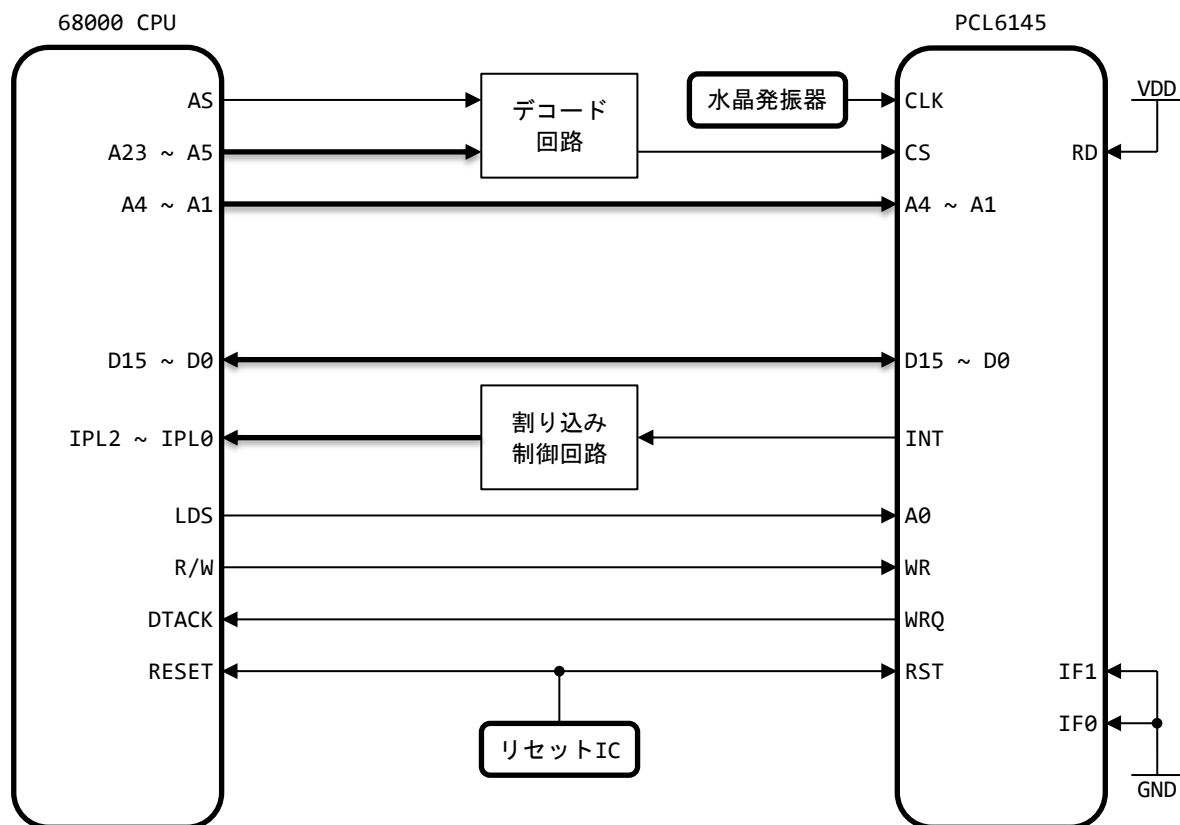 68000 CPU
PCL6145
AS
デコード
回路
水晶発振器
CLK
VDD
A23 ~ A5
CS
RD
A4 ~ A1
A4 ~ A1
D15 ~ D0
D15 ~ D0
IPL2 ~ IPL0
割り込み
制御回路
INT
LDS
A0
R/W
WR
DTACK
WRQ
RESET
RST
IF1
リセットIC
IF0
GND